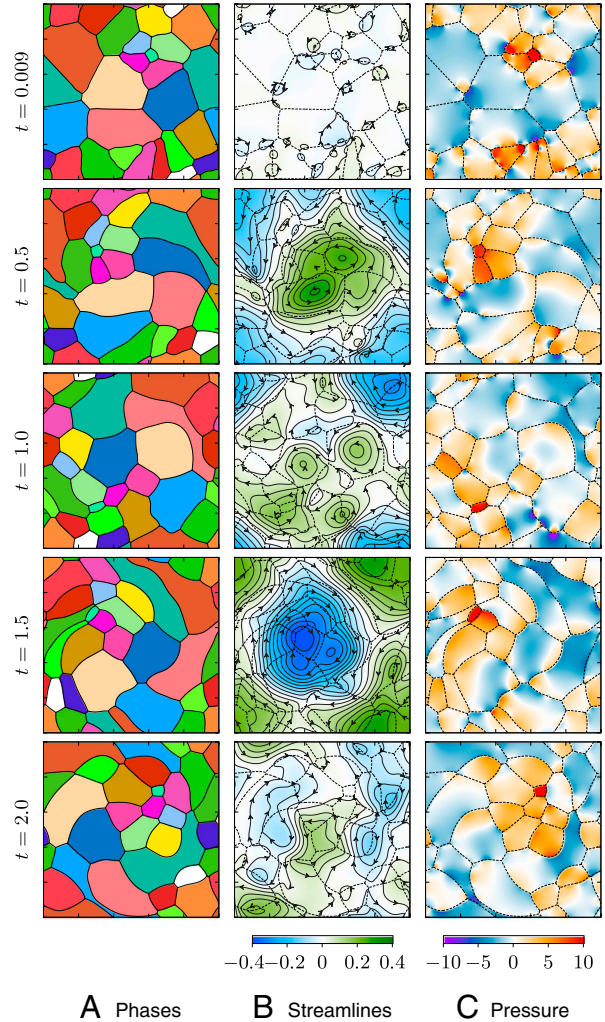 t = 0.009
t = 0.5
t = 1.0
t = 1.5
t = 2.0
−0.4 −0.2 0 0.2 0.4
−10 −5 0 5 10
A Phases
B Streamlines
C Pressure